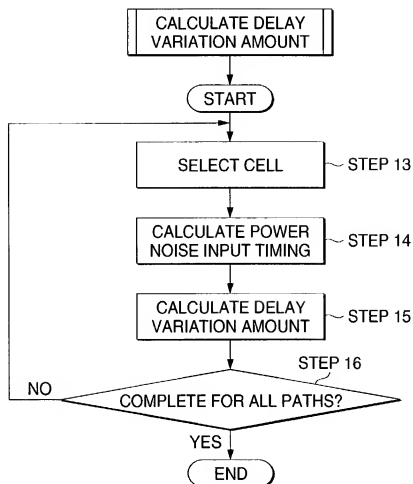 CALCULATE DELAY
VARIATION AMOUNT
START
SELECT CELL
STEP 13
CALCULATE POWER
NOISE INPUT TIMING
STEP 14
CALCULATE DELAY
VARIATION AMOUNT
STEP 15
STEP 16
NO
COMPLETE FOR ALL PATHS?
YES
END